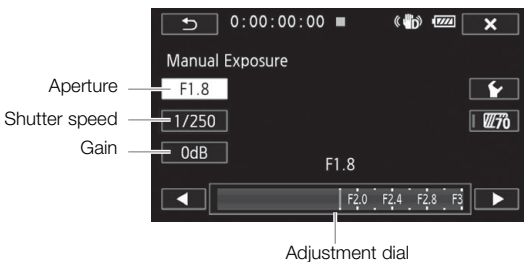 0:00:00:00
Manual Exposure
Aperture
F1.8
Shutter speed
1/250
70
Gain
0dB
F1.8
F2.0 F2.4 F2.8 F3
Adjustment dial